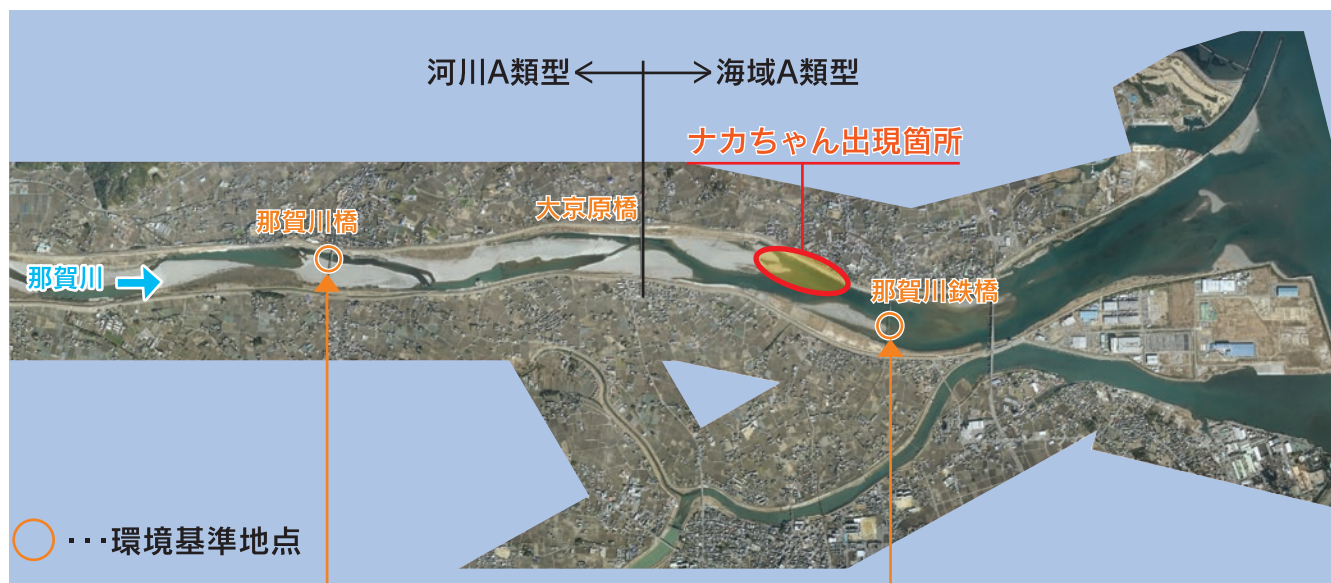 河川A類型
海域A類型
ナカちゃん出現箇所
大京原橋
那賀川橋
那賀川
那賀川鉄橋
・・・環境基準地点